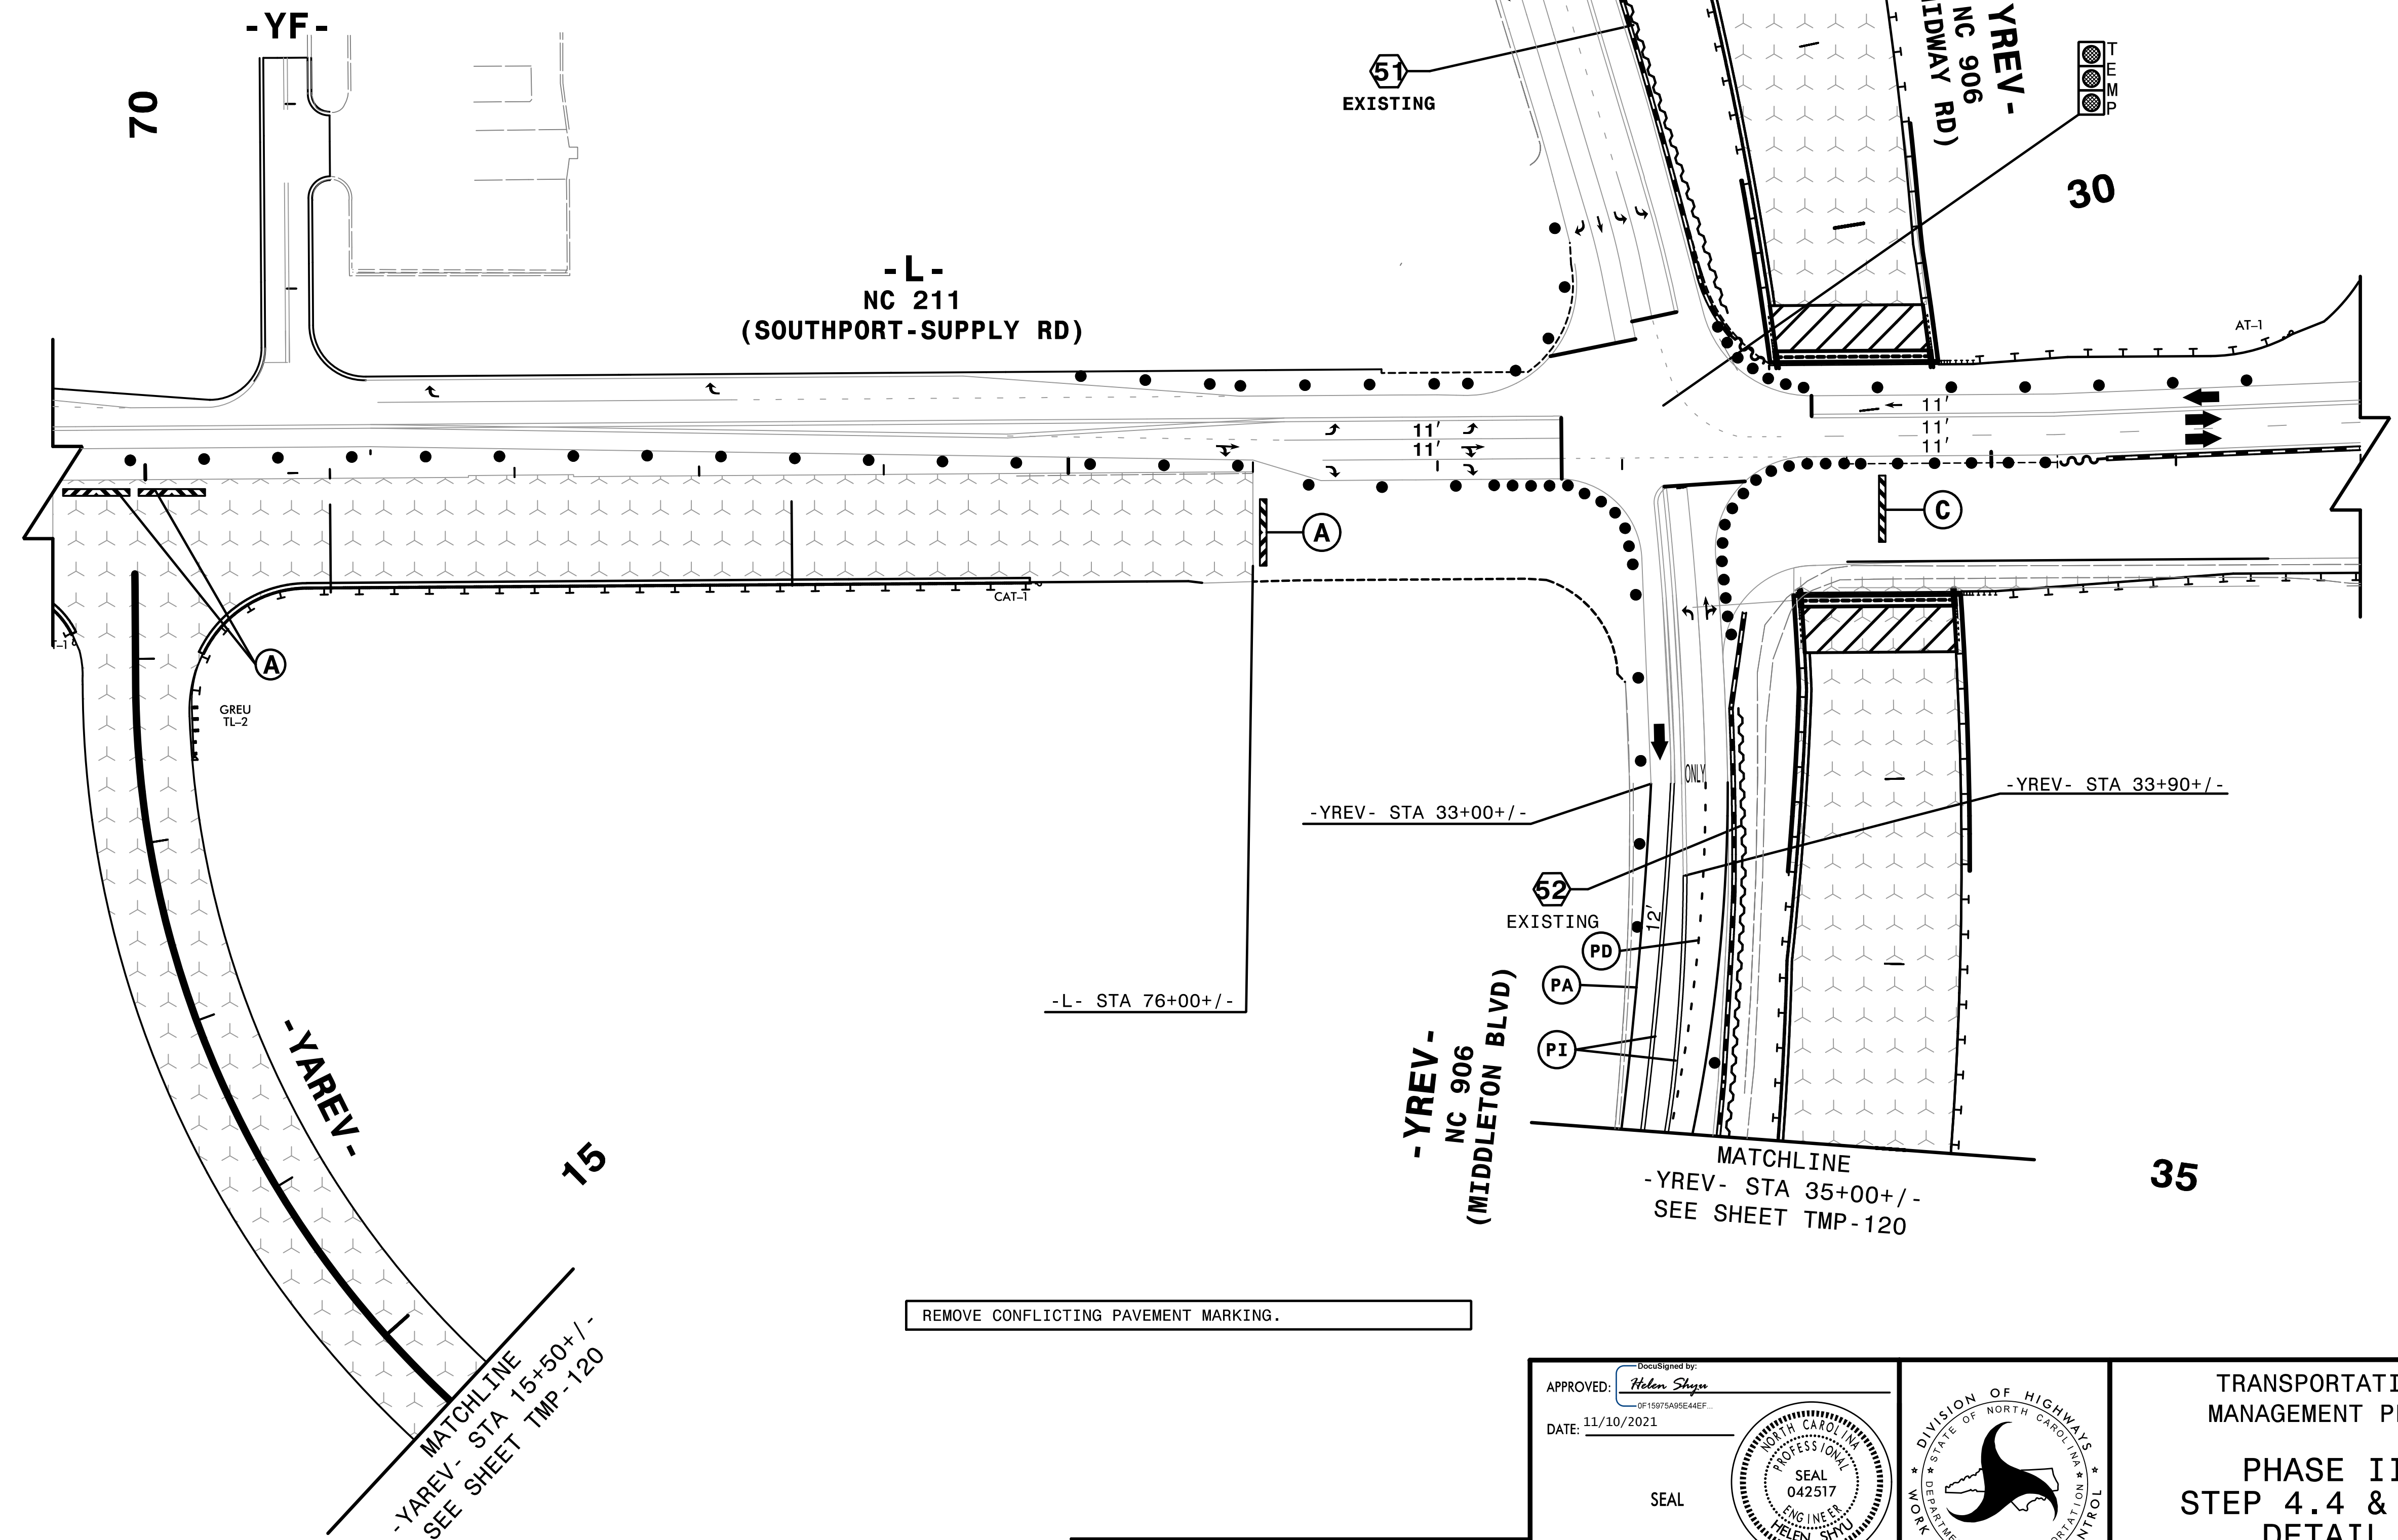 -YF-
70
51
EXISTING
YREV-
NC 906
MIDWAY RD)
T
E
M
P
30
-L-
NC 211
(SOUTHPORT-SUPPLY RD)
AT-1
11'
11'
11'
11'
11'
A
C
CAT-1
A
GREU
TL-2
ONLY
-YREV- STA 33+00+/-
-YREV- STA 33+90+/-
52
EXISTING
12'
PD
PA
PI
-L- STA 76+00+/-
-YREV-
NC 906
(MIDDLETON BLVD)
-YAREV-
15
MATCHLINE
-YREV- STA 35+00+/-
SEE SHEET TMP-120
35
REMOVE CONFLICTING PAVEMENT MARKING.
MATCHLINE
-YAREV- STA 15+50+/-
SEE SHEET TMP-120
DocuSigned by:
APPROVED: Helen Shyu
0F15975A95E44EF...
DATE: 11/10/2021
SEAL
NORTH CAROLINA
PROFESSIONAL
SEAL
042517
ENGINEER
HELEN SHYU
DIVISION OF HIGHWAYS
STATE OF NORTH CAROLINA
WORK
MANAGEMENT
PHASE
STEP 4.4 &
DETAIL